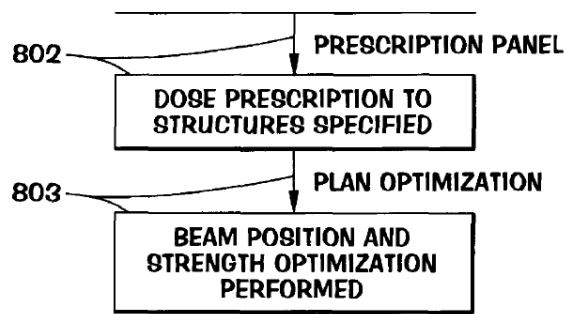 802
PRESCRIPTION PANEL
DOSE PRESCRIPTION TO
STRUCTURES SPECIFIED
803
PLAN OPTIMIZATION
BEAM POSITION AND
STRENGTH OPTIMIZATION
PERFORMED